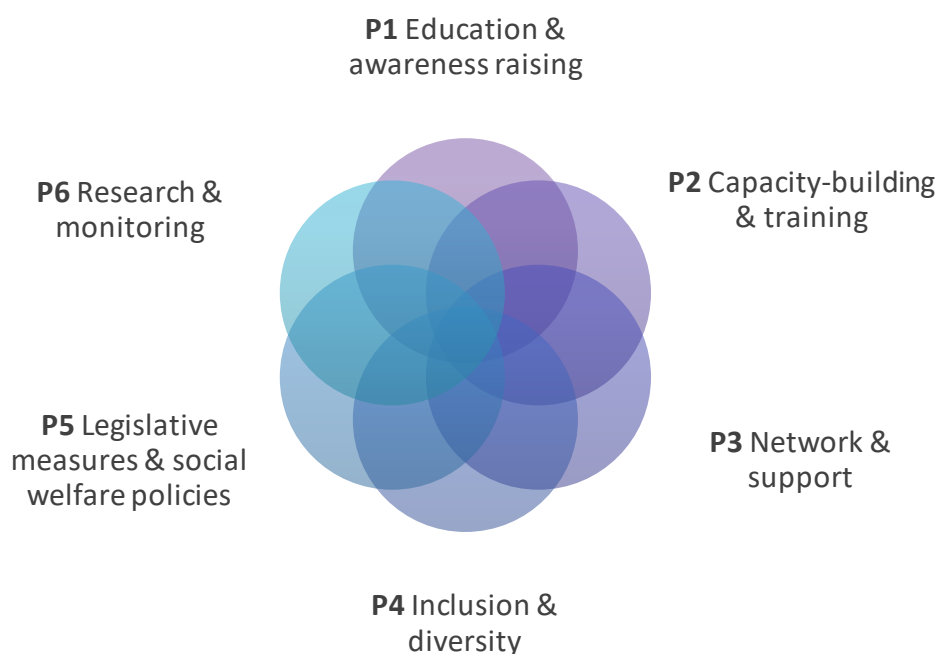 P1 Education &
awareness raising
P2 Capacity-building
& training
P3 Network &
support
P4 Inclusion &
diversity
P5 Legislative
measures & social
welfare policies
P6 Research &
monitoring